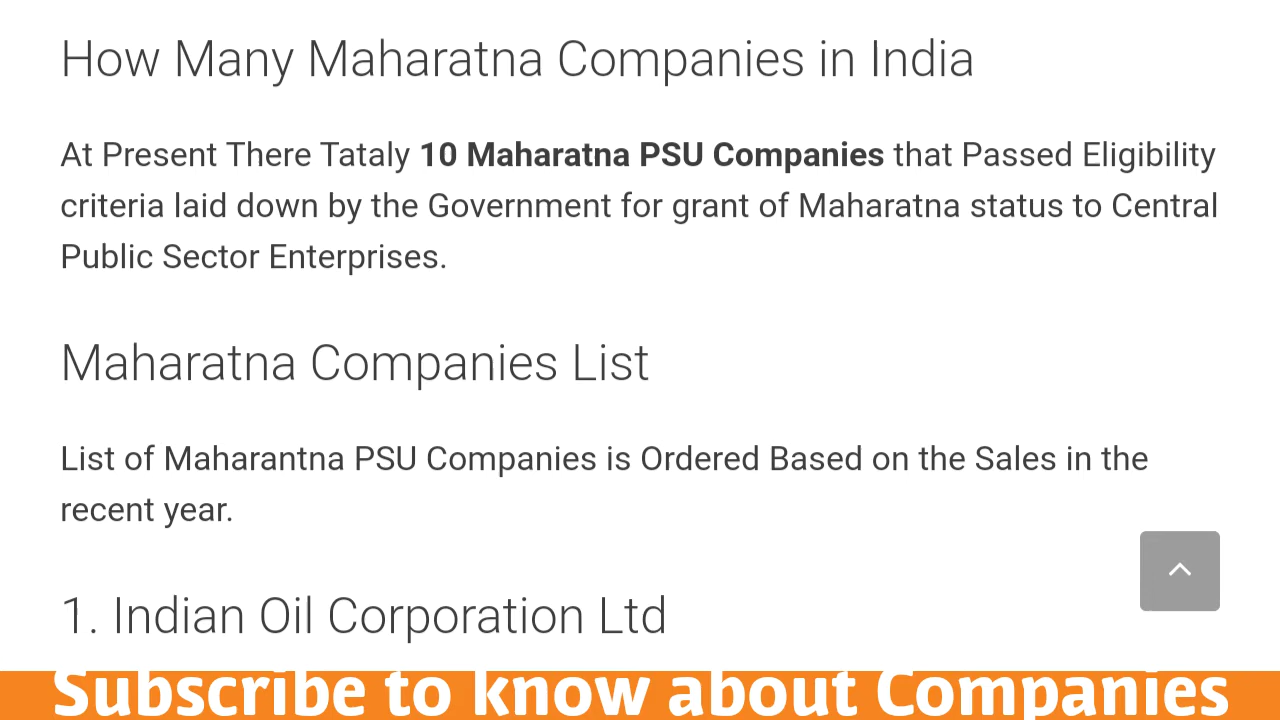 How Many Maharatna Companies in India
At Present There Tataly 10 Maharatna PSU Companies that Passed Eligibility
criteria laid down by the Government for grant of Maharatna status to Central
Public Sector Enterprises.
Maharatna Companies List
List of Maharantna PSU Companies is Ordered Based on the Sales in the
recent year.
1. Indian Oil Corporation Ltd
Subscribe to know about Companies